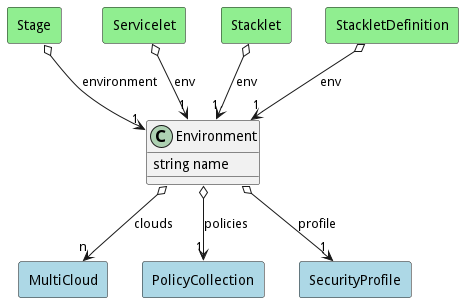 Stage
Servicelet
Stacklet
StackletDefinition
environment
env
env
env
1
1
1
1
C Environment
string name
clouds
policies
profile
n
1
1
MultiCloud
PolicyCollection
SecurityProfile